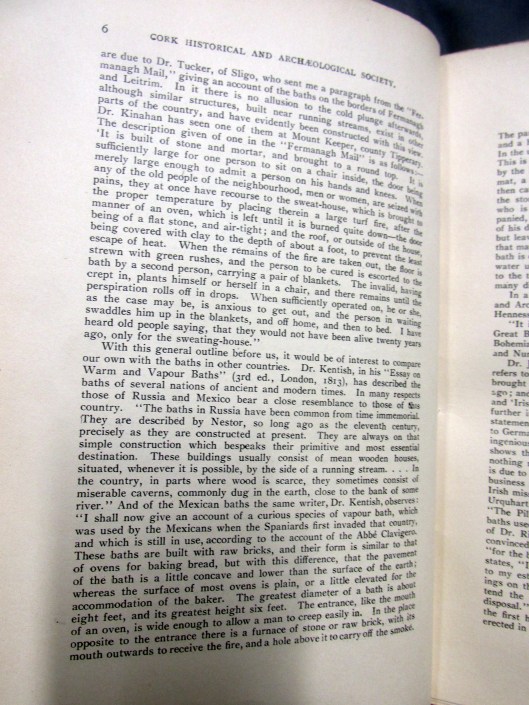 6
CORK HISTORICAL AND ARCHÆOLOGICAL SOCIETY.
are due to Dr. Tucker, of Sligo, who sent me a paragraph from the "Fer-
managh Mail," giving an account of the baths on the borders of Fermanagh
and Leitrim. In it there is no allusion to the cold plunge afterwards,
although similar structures, built near running streams, exist in other
parts of the country, and have evidently been constructed with this view.
Dr. Kinahan has seen one of them at Mount Keeper, county Tipperary.
The description given of one in the "Fermanagh Mail" is as follows:—
'It is built of stone and mortar, and brought to a round top. It is
sufficiently large for one person to sit on a chair inside, the door being
merely large enough to admit a person on his hands and knees. When
any of the old people of the neighbourhood, men or women, are seized with
pains, they at once have recourse to the sweat-house, which is brought to
the proper temperature by placing therein a large turf fire, after the
manner of an oven, which is left until it is burned quite down—the door
being of a flat stone, and air-tight; and the roof, or outside of the house,
being covered with clay to the depth of about a foot, to prevent the least
escape of heat. When the remains of the fire are taken out, the floor is
strewn with green rushes, and the person to be cured is escorted to the
bath by a second person, carrying a pair of blankets. The invalid, having
crept in, plants himself or herself in a chair, and there remains until the
perspiration rolls off in drops. When sufficiently operated on, he or she,
as the case may be, is anxious to get out, and the person in waiting
swaddles him up in the blankets, and off home, and then to bed. I have
heard old people saying, that they would not have been alive twenty years
ago, only for the sweating-house."
With this general outline before us, it would be of interest to compare
our own with the baths in other countries. Dr. Kentish, in his "Essay on
Warm and Vapour Baths" (3rd ed., London, 1813), has described the
baths of several nations of ancient and modern times. In many respects
those of Russia and Mexico bear a close resemblance to those of this
country. "The baths in Russia have been common from time immemorial.
They are described by Nestor, so long ago as the eleventh century,
precisely as they are constructed at present. They are always on that
simple construction which bespeaks their primitive and most essential
destination. These buildings usually consist of mean wooden houses,
situated, whenever it is possible, by the side of a running stream. . . . In
the country, in parts where wood is scarce, they sometimes consist of
miserable caverns, commonly dug in the earth, close to the bank of some
river." And of the Mexican baths the same writer, Dr. Kentish, observes:
"I shall now give an account of a curious species of vapour bath, which
was used by the Mexicans when the Spaniards first invaded that country,
and which is still in use, according to the account of the Abbé Clavigero.
These baths are built with raw bricks, and their form is similar to that
of ovens for baking bread, but with this difference, that the pavement
of the bath is a little concave and lower than the surface of the earth;
whereas the surface of most ovens is plain, or a little elevated for the
accommodation of the baker. The greatest diameter of a bath is about
eight feet, and its greatest height six feet. The entrance, like the mouth
of an oven, is wide enough to allow a man to creep easily in. In the place
opposite to the entrance there is a furnace of stone or raw brick, with its
mouth outwards to receive the fire, and a hole above it to carry off the smoke.